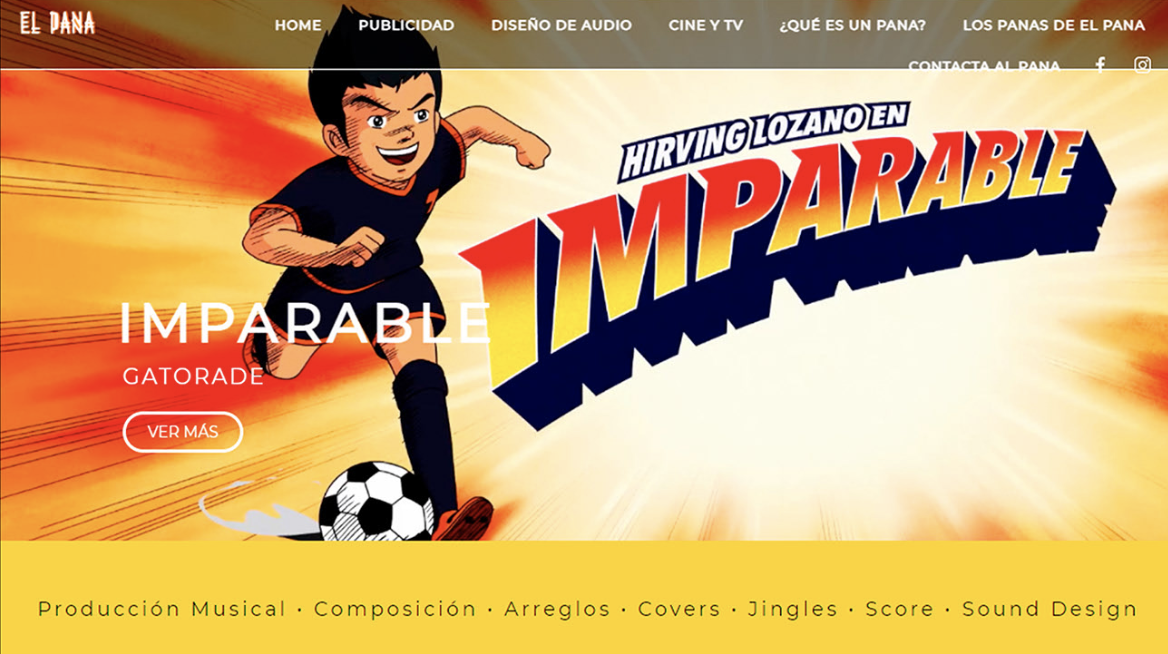 EL PANA
HOME PUBLICIDAD DISEÑO DE AUDIO CINE Y TV ¿QUÉ ES UN PANA? LOS PANAS DE EL PANA
CONTACTA AL PANA
HIRVING LOZANO EN
IMPARABLE
IMPARABLE
GATORADE
VER MÁS
Producción Musical • Composición • Arreglos • Covers • Jingles • Score • Sound Design